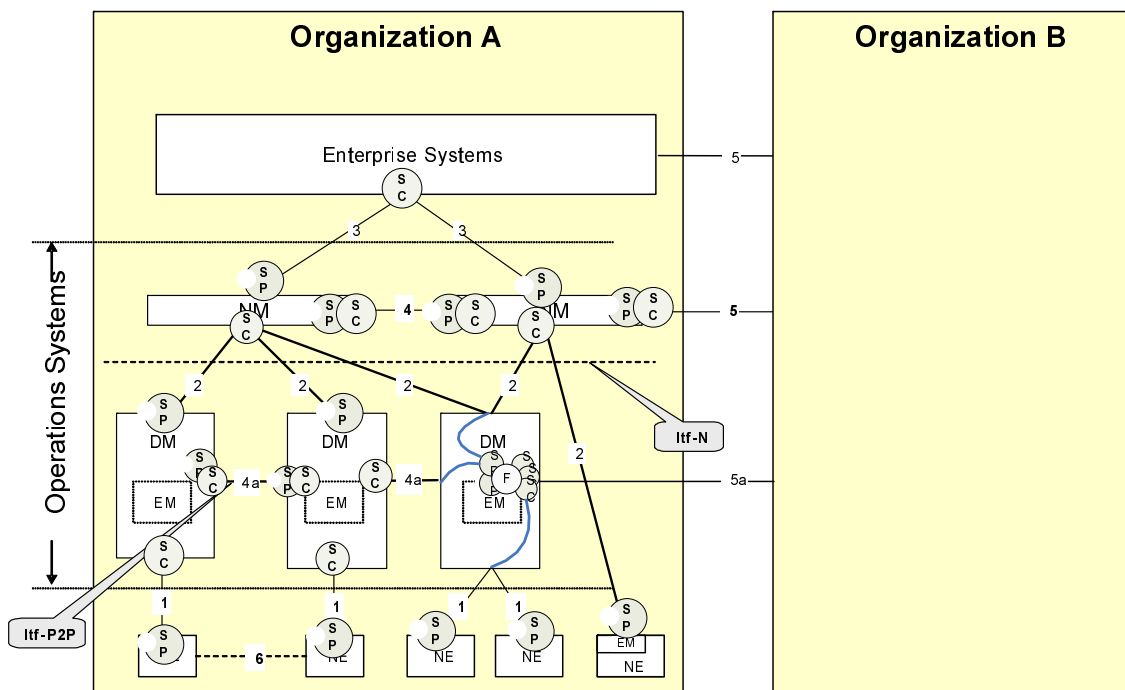 Organization A
Organization B
Enterprise Systems
5
S
C
3
3
S
P
S
P
NM
S
P
S
C
4
S
P
S
C
S
P
S
C
5
S
C
S
C
Operations Systems
2
2
2
2
Itf-N
S
P
S
P
DM
DM
DM
2
S
S
C
4a
S
P
S
C
S
C
4a
F
5a
EM
EM
EM
S
C
S
C
1
1
1
1
S
P
S
P
S
P
S
P
S
P
Itf-P2P
6
NE
NE
NE
EM
NE